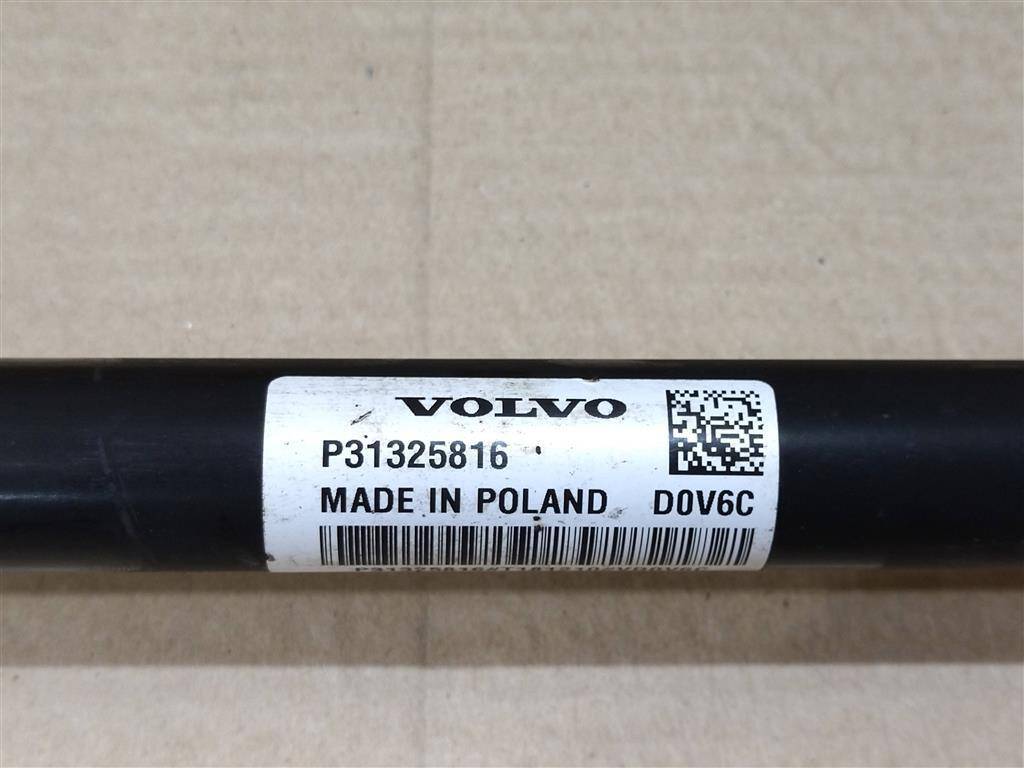 VOLVO
P31325816
MADE IN POLAND D0V6C